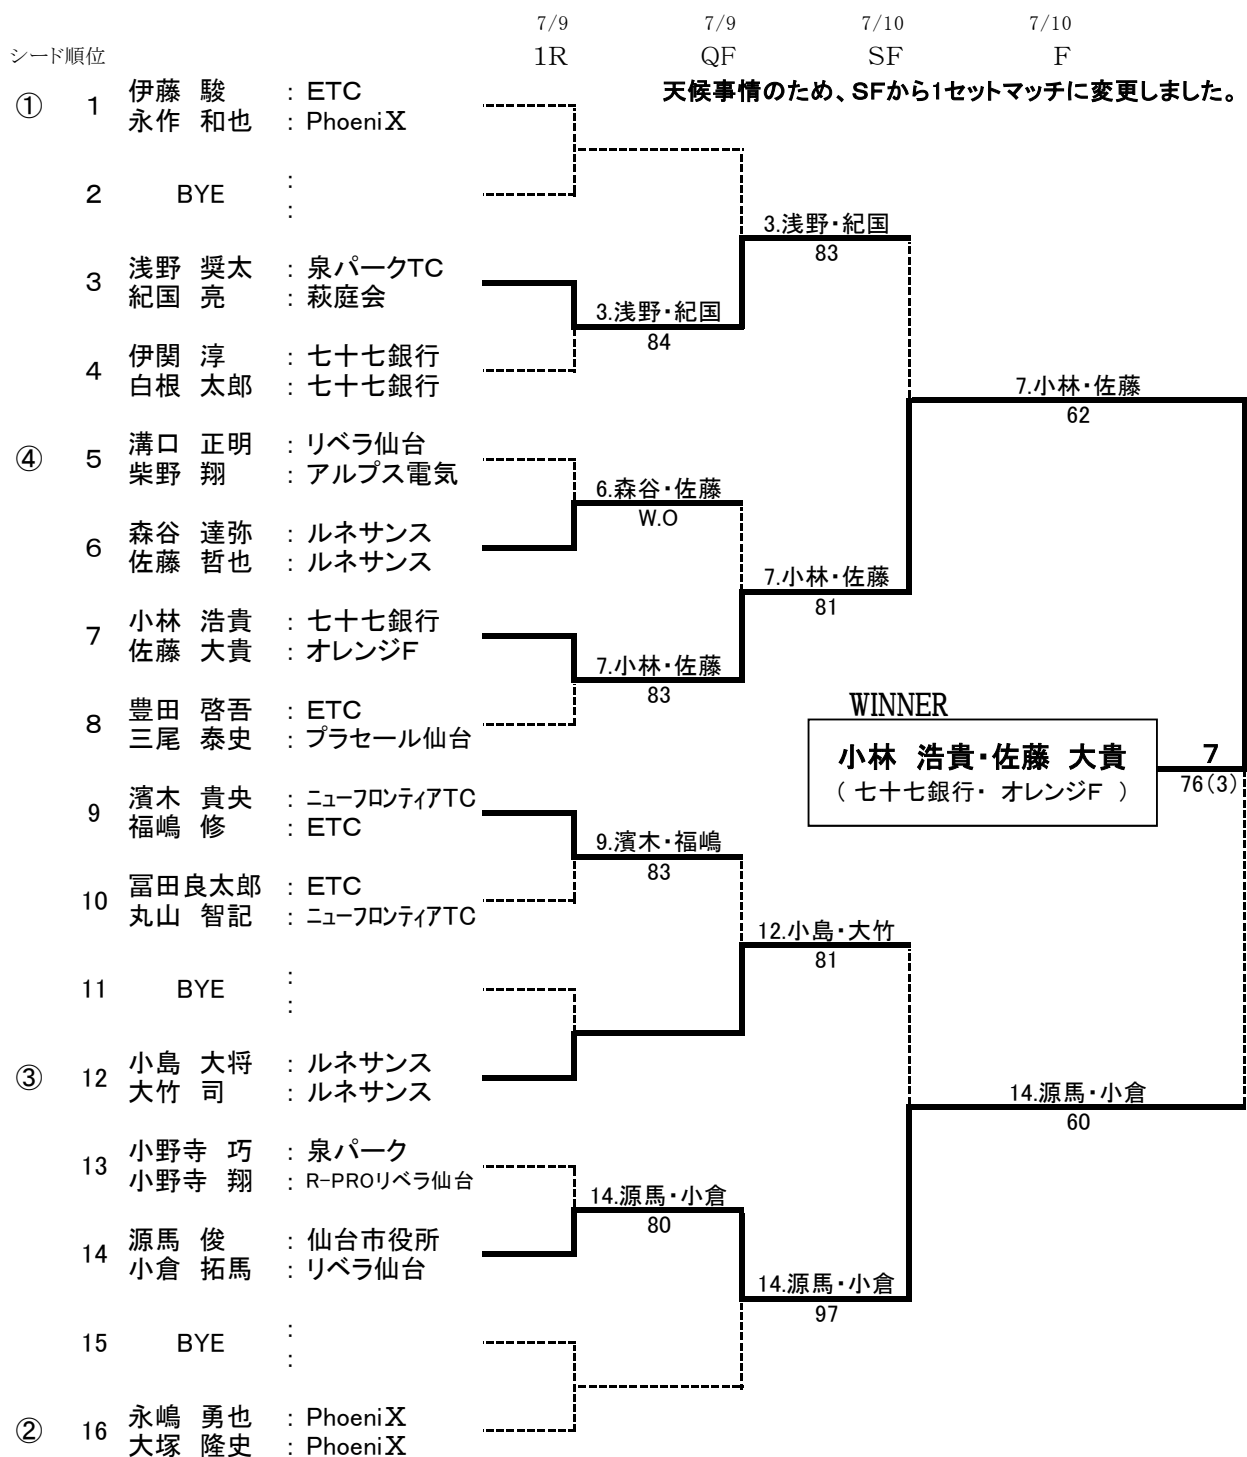 7/9 7/9 7/10 7/10
シード順位 1R QF SF F
天候事情のため、SFから1セットマッチに変更しました。
① 1 伊藤 駿 : ETC
永作 和也 : PhoeniX
2 BYE :
:
3.浅野・紀国
83
3 浅野 奨太 : 泉パークTC
紀国 亮 : 萩庭会
3.浅野・紀国
84
4 伊関 淳 : 七十七銀行
白根 太郎 : 七十七銀行
7.小林・佐藤
62
④ 5 溝口 正明 : リベラ仙台
柴野 翔 : アルプス電気
6.森谷・佐藤
W.O
6 森谷 達弥 : ルネサンス
佐藤 哲也 : ルネサンス
7.小林・佐藤
81
7 小林 浩貴 : 七十七銀行
佐藤 大貴 : オレンジF
7.小林・佐藤
83
8 豊田 啓吾 : ETC
三尾 泰史 : プラセール仙台
WINNER
小林 浩貴・佐藤 大貴
( 七十七銀行・ オレンジF )
7
76(3)
9 濱木 貴央 : ニューフロンティアTC
福嶋 修 : ETC
9.濱木・福嶋
83
10 冨田良太郎 : ETC
丸山 智記 : ニューフロンティアTC
12.小島・大竹
81
11 BYE :
:
③ 12 小島 大将 : ルネサンス
大竹 司 : ルネサンス
14.源馬・小倉
60
13 小野寺 巧 : 泉パーク
小野寺 翔 : R-PROリベラ仙台
14.源馬・小倉
80
14 源馬 俊 : 仙台市役所
小倉 拓馬 : リベラ仙台
14.源馬・小倉
97
15 BYE :
:
② 16 永嶋 勇也 : PhoeniX
大塚 隆史 : PhoeniX